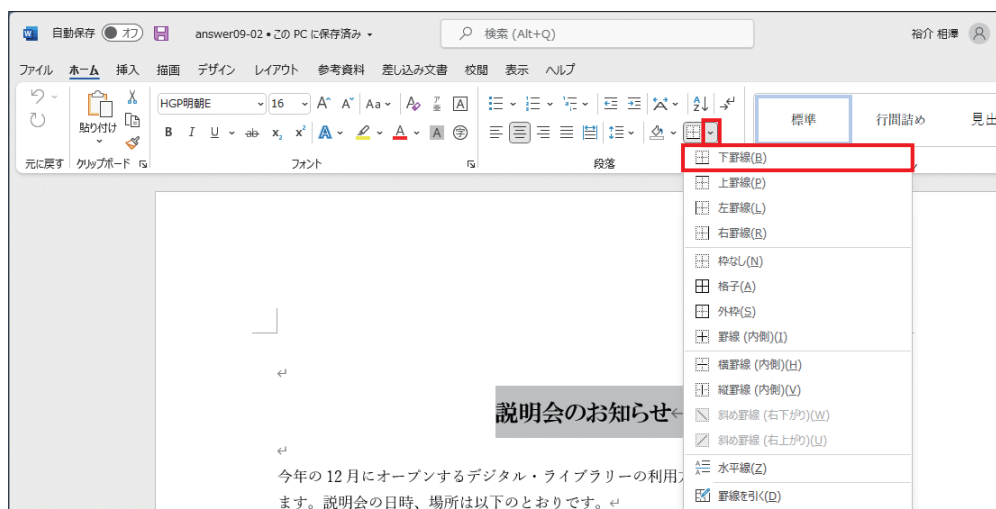 自動保存 オフ answer09-02 • この PC に保存済み 検索 (Alt+Q) 裕介 相澤
ファイル ホーム 挿入 描画 デザイン レイアウト 参考資料 差し込み文書 校閲 表示 ヘルプ
HGP明朝E 16 A A Aa A ア亜 A
貼り付け B I U ab x₂ x² A A A 字 標準 行間詰め 見出
元に戻す クリップボード フォント 段落
下罫線(B)
上罫線(P)
左罫線(L)
右罫線(R)
枠なし(N)
格子(A)
外枠(S)
罫線 (内側)(I)
横罫線 (内側)(H)
縦罫線 (内側)(V)
斜め罫線 (右下がり)(W)
斜め罫線 (右上がり)(U)
水平線(Z)
罫線を引く(D)
説明会のお知らせ
今年の 12 月にオープンするデジタル・ライブラリーの利用
ます。説明会の日時、場所は以下のとおりです。